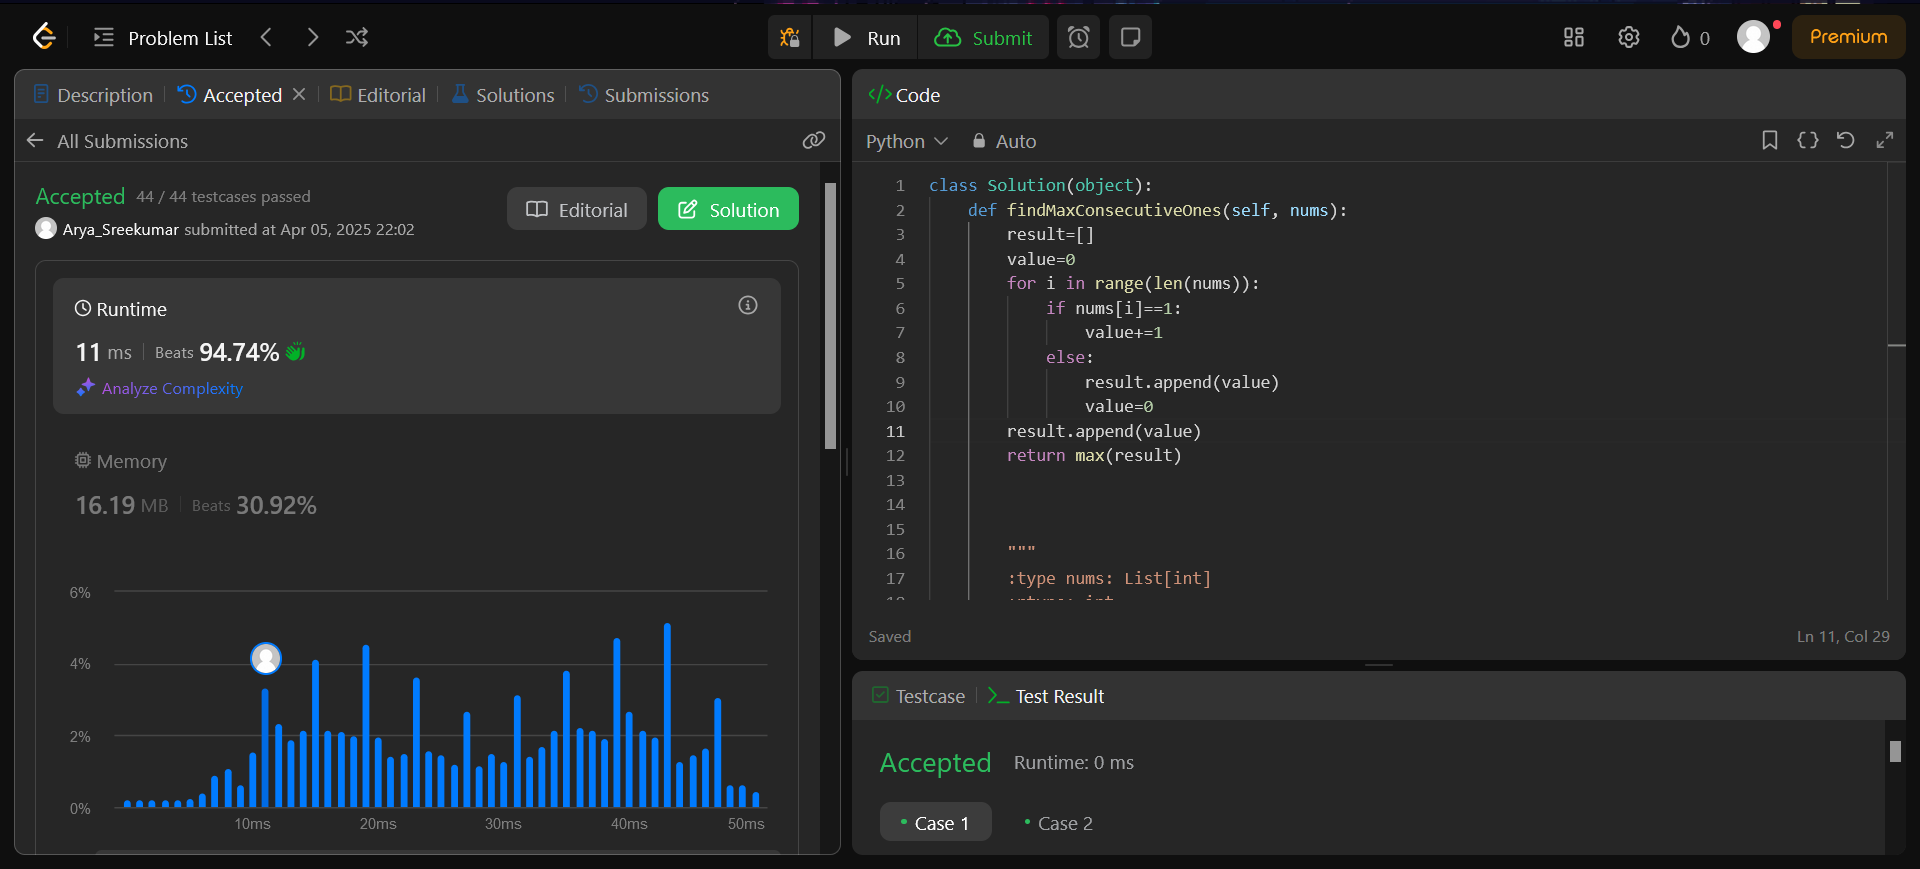 Problem List
Run
Submit
0
Premium
Description
Accepted
Editorial
Solutions
Submissions
All Submissions
Accepted 44 / 44 testcases passed
Arya_Sreekumar submitted at Apr 05, 2025 22:02
Editorial
Solution
Runtime
11 ms
Beats 94.74%
Analyze Complexity
Memory
16.19 MB
Beats 30.92%
6%
4%
2%
0%
10ms
20ms
30ms
40ms
50ms
</> Code
Python
Auto
1 class Solution(object):
2 def findMaxConsecutiveOnes(self, nums):
3 result=[]
4 value=0
5 for i in range(len(nums)):
6 if nums[i]==1:
7 value+=1
8 else:
9 result.append(value)
10 value=0
11 result.append(value)
12 return max(result)
13
14
15
16 """
17 :type nums: List[int]
18 :rtype: int
Saved
Ln 11, Col 29
Testcase
Test Result
Accepted Runtime: 0 ms
Case 1
Case 2